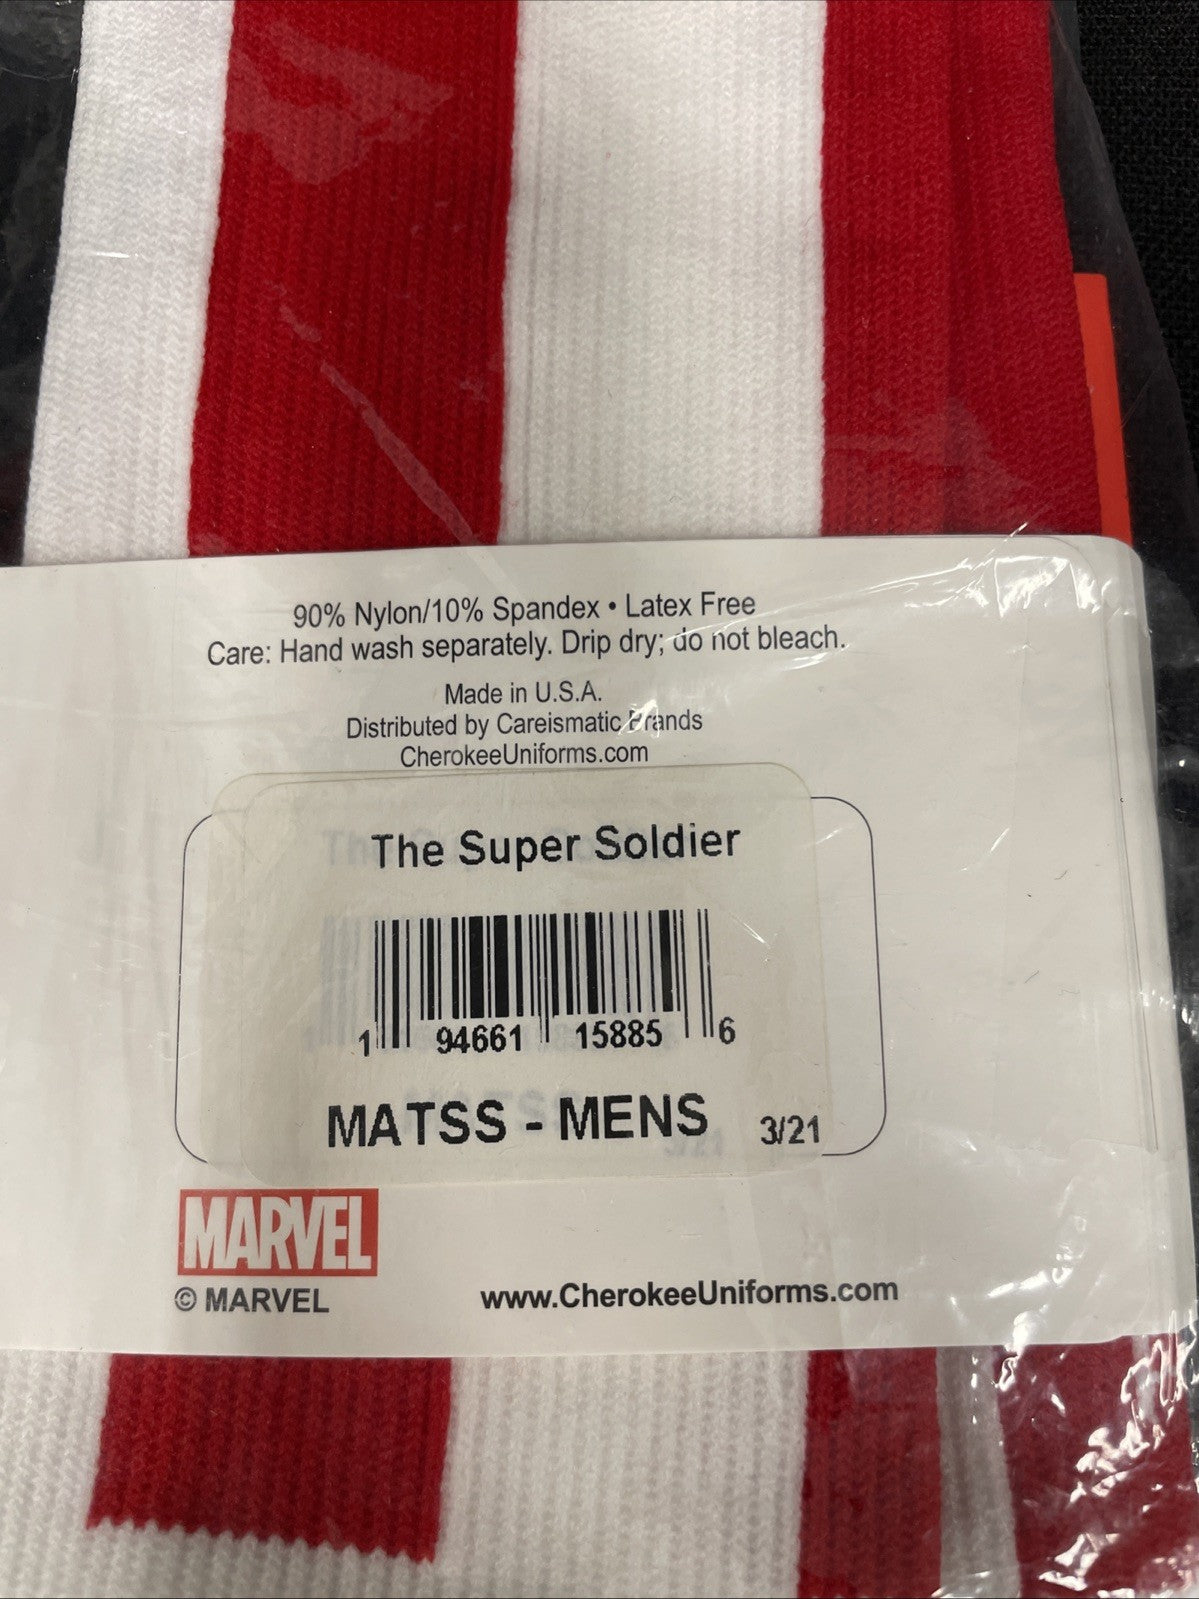 90% Nylon/10% Spandex • Latex Free
Care: Hand wash separately. Drip dry; do not bleach.
Made in U.S.A.
Distributed by Careismatic Brands
CherokeeUniforms.com
The Super Soldier
1 94661 15885 6
MATSS - MENS 3/21
MARVEL
© MARVEL www.CherokeeUniforms.com